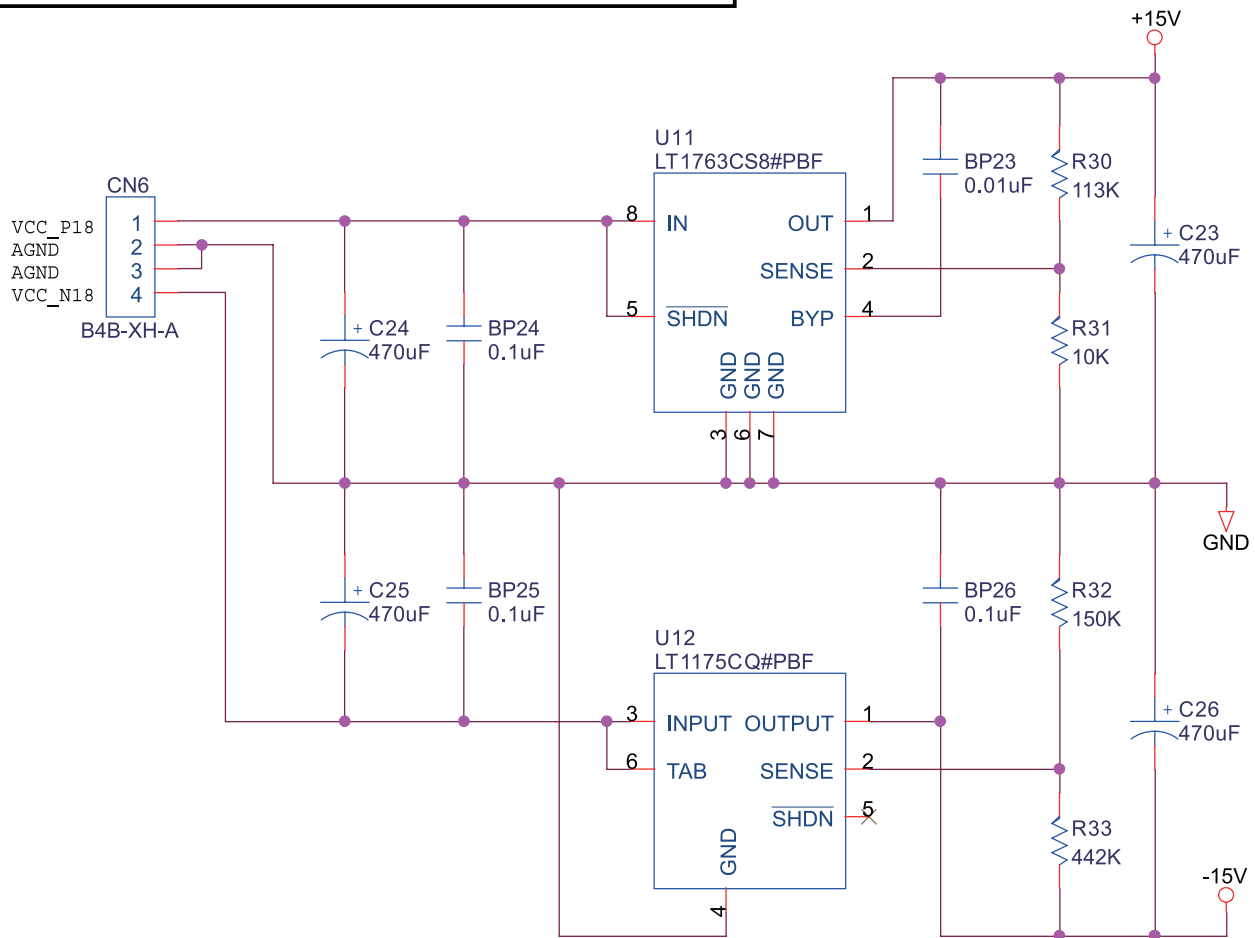 +15V
U11
LT1763CS8#PBF
BP23
0.01uF
R30
113K
CN6
VCC_P18
1
8
IN
OUT
1
+ C23
470uF
AGND
2
AGND
3
SENSE
2
VCC_N18
4
B4B-XH-A
5
SHDN
BYP
4
+ C24
470uF
BP24
0.1uF
R31
10K
GND
GND
GND
3
6
7
GND
+ C25
470uF
BP25
0.1uF
BP26
0.1uF
R32
150K
U12
LT1175CQ#PBF
3
INPUT
OUTPUT
1
+ C26
470uF
6
TAB
SENSE
2
SHDN
5
R33
442K
GND
4
-15V